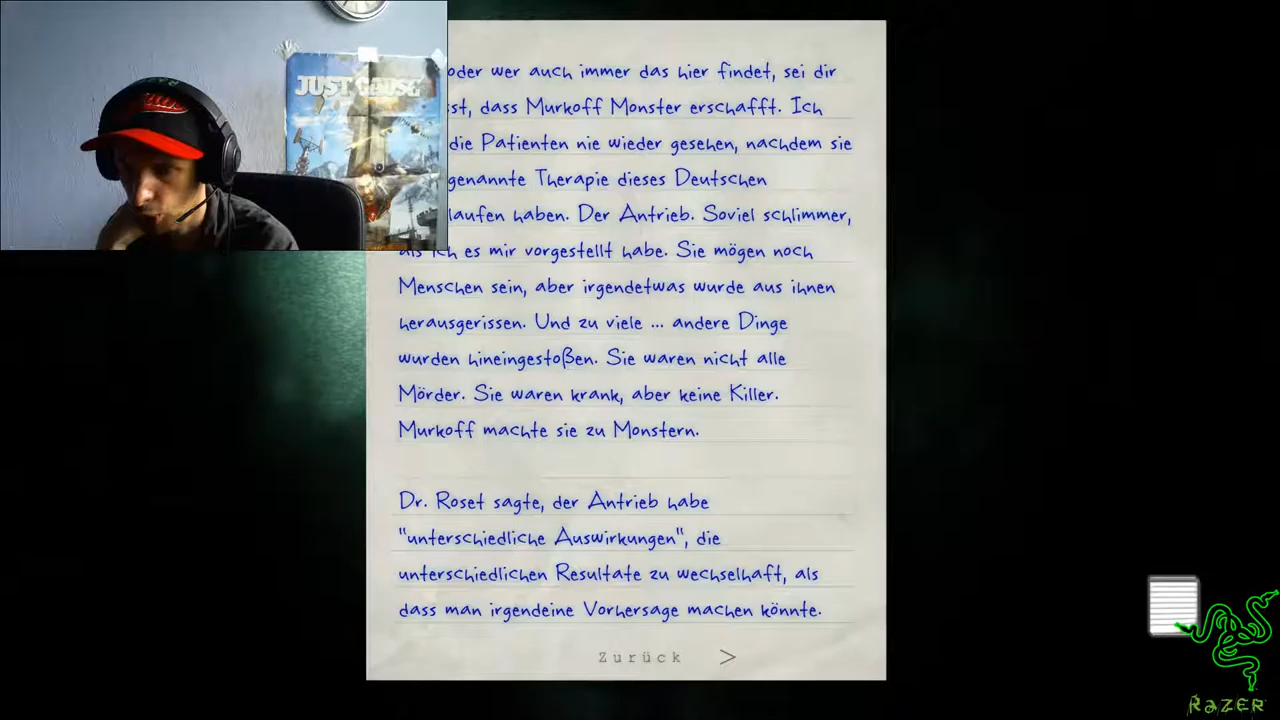 JUST CAUSE
oder wer auch immer das hier findet, sei dir
dass Murkoff Monster erschafft. Ich
die Patienten nie wieder gesehen, nachdem sie
genannte Therapie dieses Deutschen
laufen haben. Der Antrieb. Soviel schlimmer,
als ich es mir vorgestellt habe. Sie mögen noch
Menschen sein, aber irgendetwas wurde aus ihnen
herausgerissen. Und zu viele ... andere Dinge
wurden hineingestoßen. Sie waren nicht alle
Mörder. Sie waren krank, aber keine Killer.
Murkoff machte sie zu Monstern.
Dr. Roset sagte, der Antrieb habe
"unterschiedliche Auswirkungen", die
unterschiedlichen Resultate zu wechselhaft, als
dass man irgendeine Vorhersage machen könnte.
Zurück >
RAZER